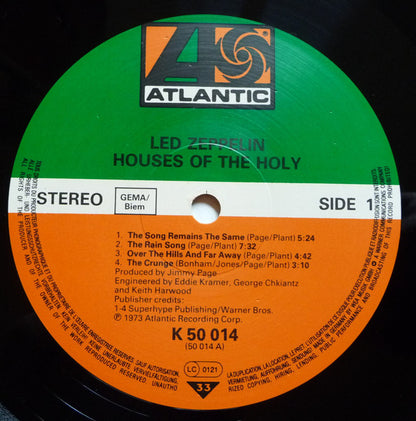 ATLANTIC
LED ZEPPELIN
HOUSES OF THE HOLY
STEREO
GEMA/
Biem
SIDE 1
1. The Song Remains The Same (Page/Plant) 5:24
2. The Rain Song (Page/Plant) 7:32
3. Over The Hills And Far Away (Page/Plant) 4:42
4. The Crunge (Bonham/Jones/Page/Plant) 3:10
Produced by Jimmy Page
Engineered by Eddie Kramer, George Chkiantz
and Keith Harwood
Publisher credits:
1-4 Superhype Publishing/Warner Bros.
℗ 1973 Atlantic Recording Corp.
K 50 014
(50 014 A)
LC 0121
33